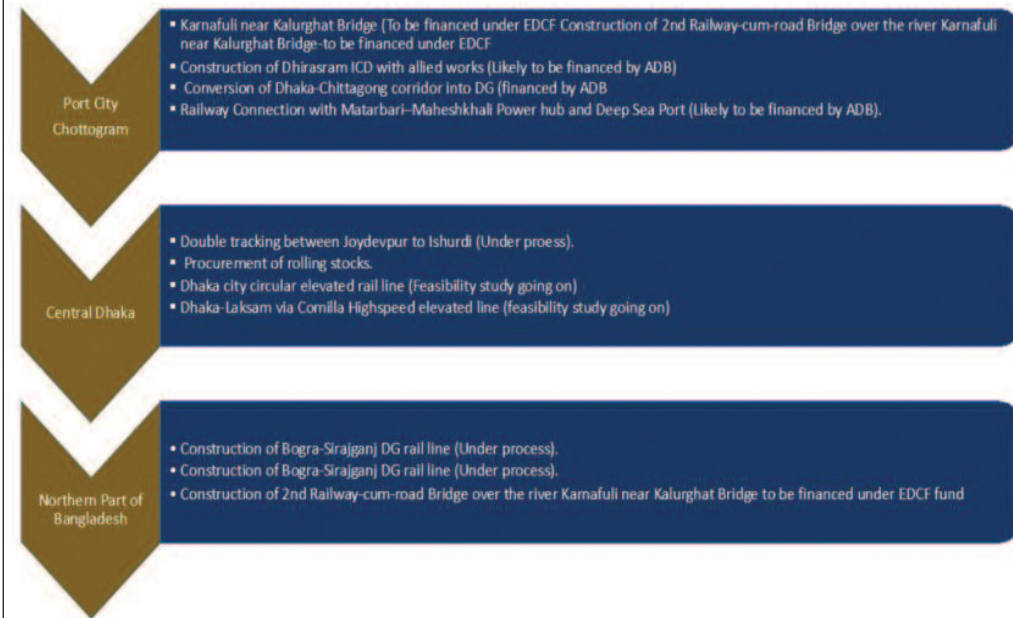 Port City
Chottogram
▪ Karnafuli near Kalurghat Bridge (To be financed under EDCF Construction of 2nd Railway-cum-road Bridge over the river Karnafuli
near Kalurghat Bridge-to be financed under EDCF
▪ Construction of Dhirasram ICD with allied works (Likely to be financed by ADB)
▪ Conversion of Dhaka-Chittagong corridor into DG (financed by ADB
▪ Railway Connection with Matarbari–Maheshkhali Power hub and Deep Sea Port (Likely to be financed by ADB).
Central Dhaka
▪ Double tracking between Joydevpur to Ishurdi (Under proess).
▪ Procurement of rolling stocks.
▪ Dhaka city circular elevated rail line (Feasibility study going on)
▪ Dhaka-Laksam via Comilla Highspeed elevated line (feasibility study going on)
Northern Part of
Bangladesh
▪ Construction of Bogra-Sirajganj DG rail line (Under process).
▪ Construction of Bogra-Sirajganj DG rail line (Under process).
▪ Construction of 2nd Railway-cum-road Bridge over the river Karnafuli near Kalurghat Bridge to be financed under EDCF fund